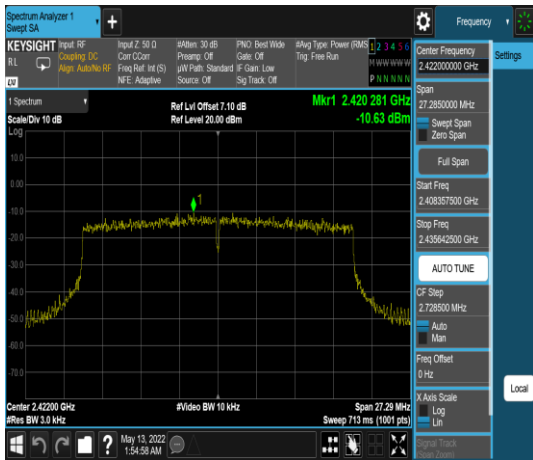 Spectrum Analyzer 1
Swept SA
+
Frequency
KEYSIGHT
RL
LXI
Input: RF
Coupling: DC
Align: Auto/No RF
Input Z: 50 Ω
Corr CCorr
Freq Ref: Int (S)
NFE: Adaptive
#Atten: 30 dB
Preamp: Off
µW Path: Standard
Source: Off
PNO: Best Wide
Gate: Off
IF Gain: Low
Sig Track: Off
#Avg Type: Power (RMS
Trig: Free Run
1 2 3 4 5 6
M W W W W W
P N N N N N
Center Frequency
2.422000000 GHz
Settings
Span
27.2850000 MHz
Swept Span
Zero Span
Full Span
Start Freq
2.408357500 GHz
Stop Freq
2.435642500 GHz
AUTO TUNE
CF Step
2.728500 MHz
Auto
Man
Freq Offset
0 Hz
X Axis Scale
Log
Lin
Local
Signal Track
(Span Zoom)
1 Spectrum
Scale/Div 10 dB
Ref Lvl Offset 7.10 dB
Ref Level 20.00 dBm
Mkr1 2.420 281 GHz
-10.63 dBm
Log
10.0
0.00
-10.0
-20.0
-30.0
-40.0
-50.0
-60.0
-70.0
1
Center 2.42200 GHz
#Res BW 3.0 kHz
#Video BW 10 kHz
Span 27.29 MHz
Sweep 713 ms (1001 pts)
?
May 13, 2022
1:54:58 AM